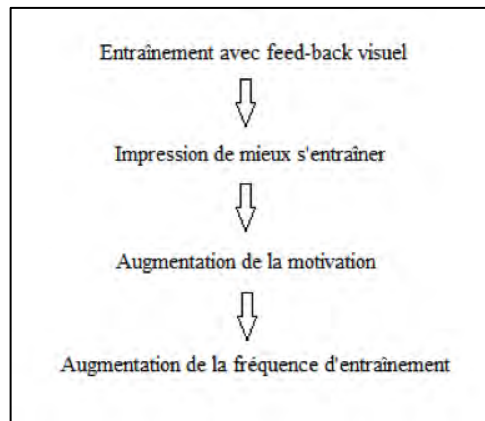 Entraînement avec feed-back visuel
Impression de mieux s'entraîner
Augmentation de la motivation
Augmentation de la fréquence d'entraînement